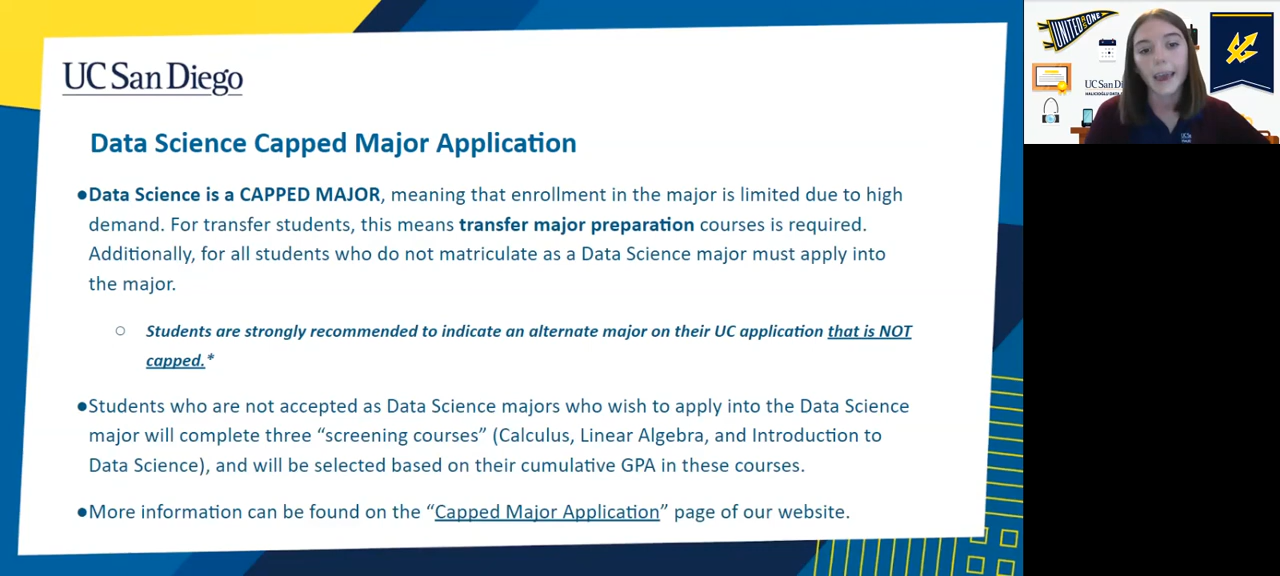 UC San Diego
Data Science Capped Major Application
●Data Science is a CAPPED MAJOR, meaning that enrollment in the major is limited due to high
demand. For transfer students, this means transfer major preparation courses is required.
Additionally, for all students who do not matriculate as a Data Science major must apply into
the major.
○ Students are strongly recommended to indicate an alternate major on their UC application that is NOT
capped.*
●Students who are not accepted as Data Science majors who wish to apply into the Data Science
major will complete three “screening courses” (Calculus, Linear Algebra, and Introduction to
Data Science), and will be selected based on their cumulative GPA in these courses.
●More information can be found on the “Capped Major Application” page of our website.
UNITED AS ONE
UC San Di